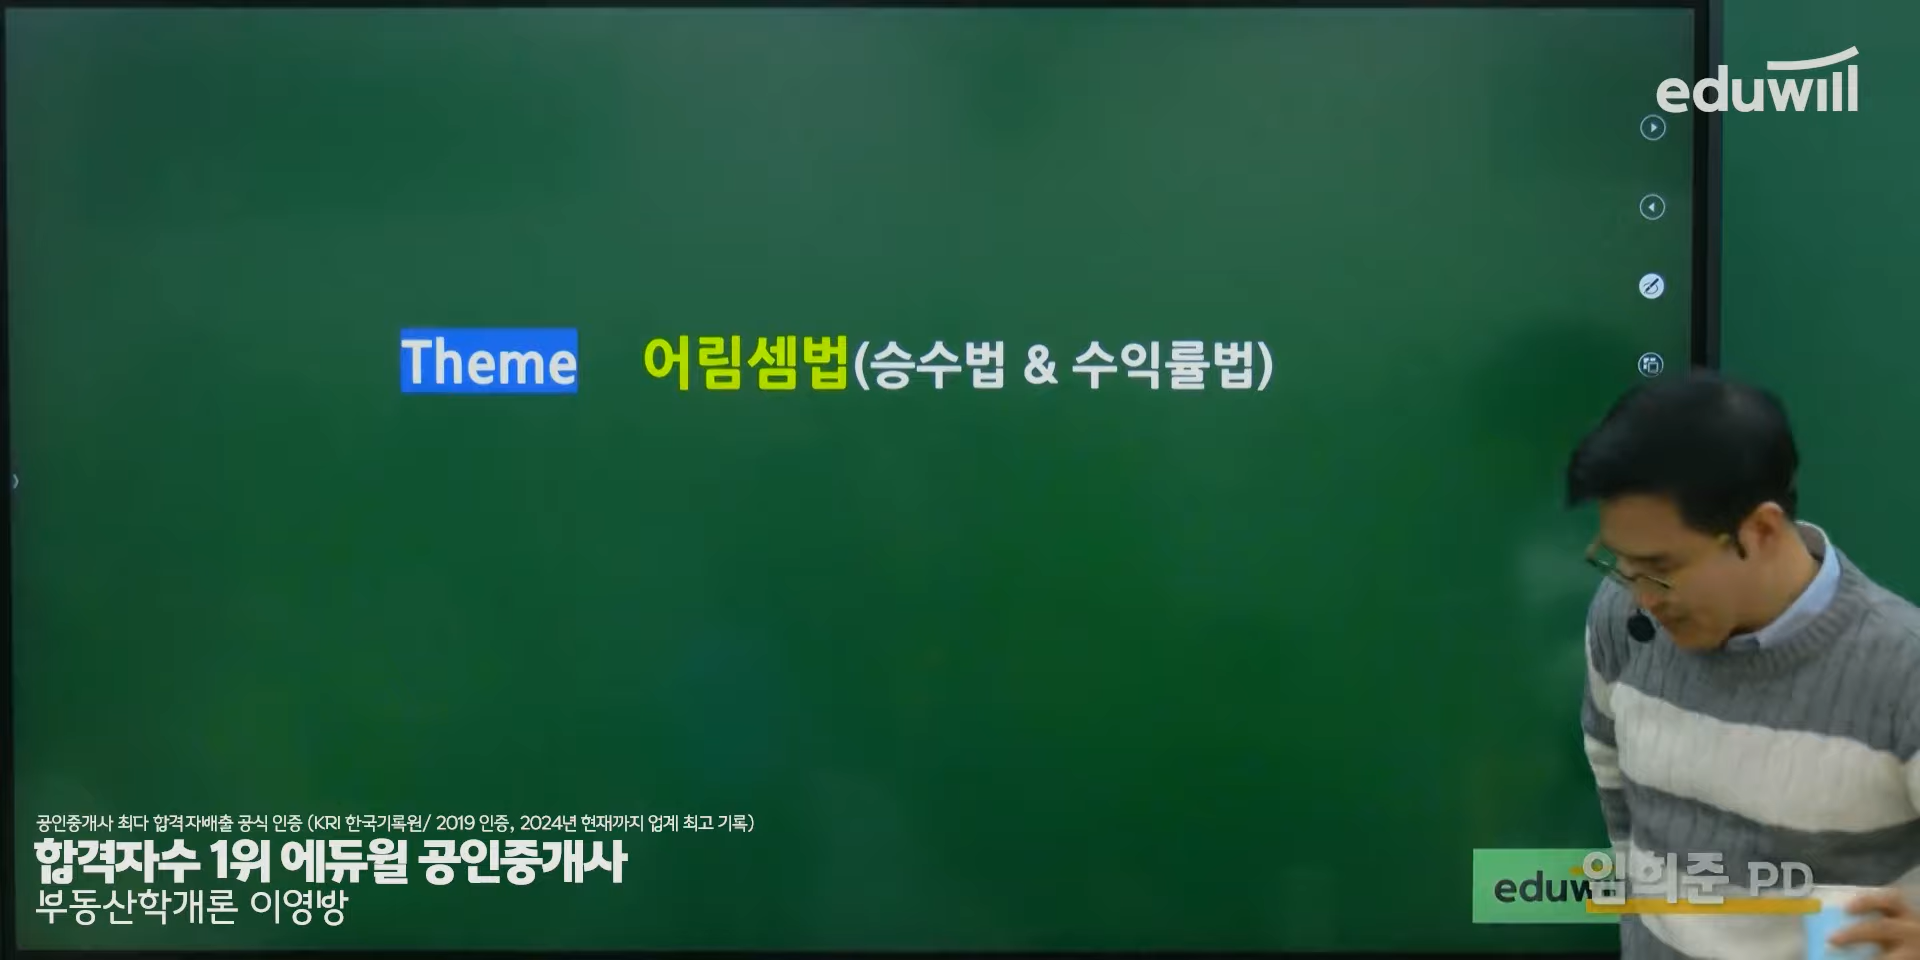 eduwill
Theme 어림셈법(승수법 & 수익률법)
공인중개사 최다 합격자배출 공식 인증 (KRI 한국기록원/ 2019 인증, 2024년 현재까지 업계 최고 기록)
합격자수 1위 에듀윌 공인중개사
부동산학개론 이영방
임희준 PD